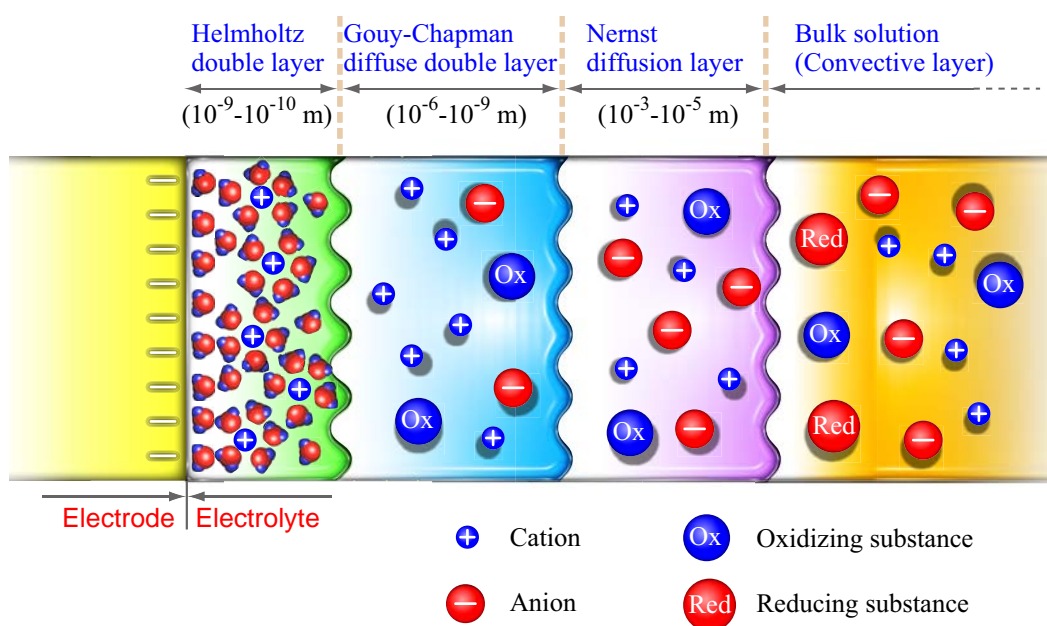 Helmholtz
double layer
Gouy-Chapman
diffuse double layer
Nernst
diffusion layer
Bulk solution
(Convective layer)
(10⁻⁹-10⁻¹⁰ m)
(10⁻⁶-10⁻⁹ m)
(10⁻³-10⁻⁵ m)
Ox
Red
Ox
Ox
Ox
Ox
Ox
Red
Electrode
Electrolyte
+ Cation
Ox Oxidizing substance
− Anion
Red Reducing substance